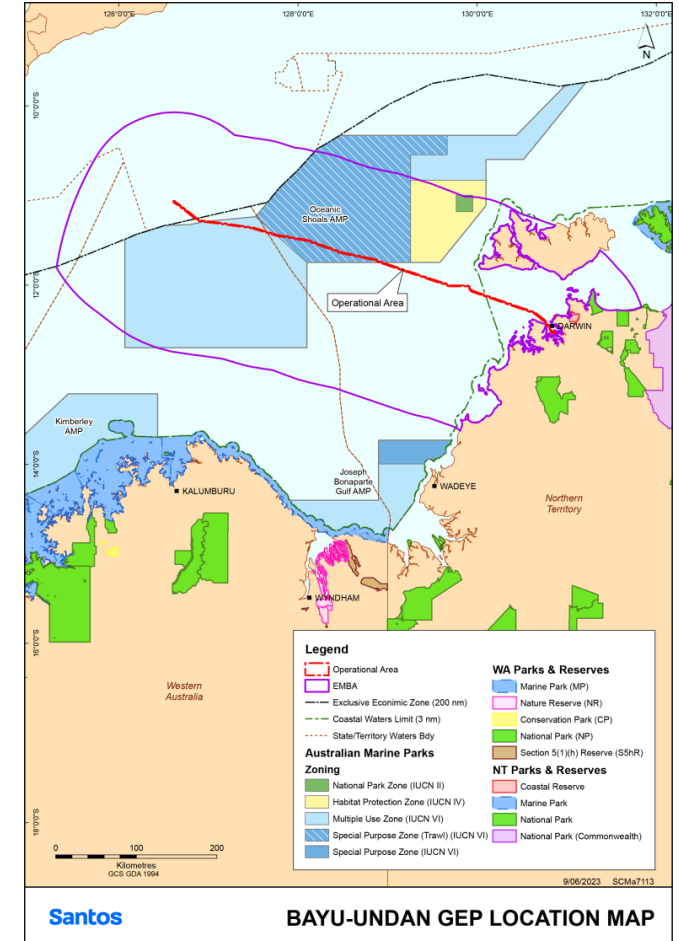 126°0'0"E
128°0'0"E
130°0'0"E
132°0'0"E
N
10°0'0"S
Oceanic
Shoals AMP
12°0'0"S
Operational Area
DARWIN
Kimberley
AMP
14°0'0"S
KALUMBURU
Joseph
Bonaparte
Gulf AMP
WADEYE
Northern
Territory
WYNDHAM
16°0'0"S
Western
Australia
18°0'0"S
Legend
Operational Area
EMBA
Exclusive Econimic Zone (200 nm)
Coastal Waters Limit (3 nm)
State/Territory Waters Bdy
Australian Marine Parks
Zoning
National Park Zone (IUCN II)
Habitat Protection Zone (IUCN IV)
Multiple Use Zone (IUCN VI)
Special Purpose Zone (Trawl) (IUCN VI)
Special Purpose Zone (IUCN VI)
WA Parks & Reserves
Marine Park (MP)
Nature Reserve (NR)
Conservation Park (CP)
National Park (NP)
Section 5(1)(h) Reserve (S5hR)
NT Parks & Reserves
Coastal Reserve
Marine Park
National Park
National Park (Commonwealth)
0 100 200
Kilometres
GCS GDA 1994
9/06/2023 SCMa7113
Santos
BAYU-UNDAN GEP LOCATION MAP